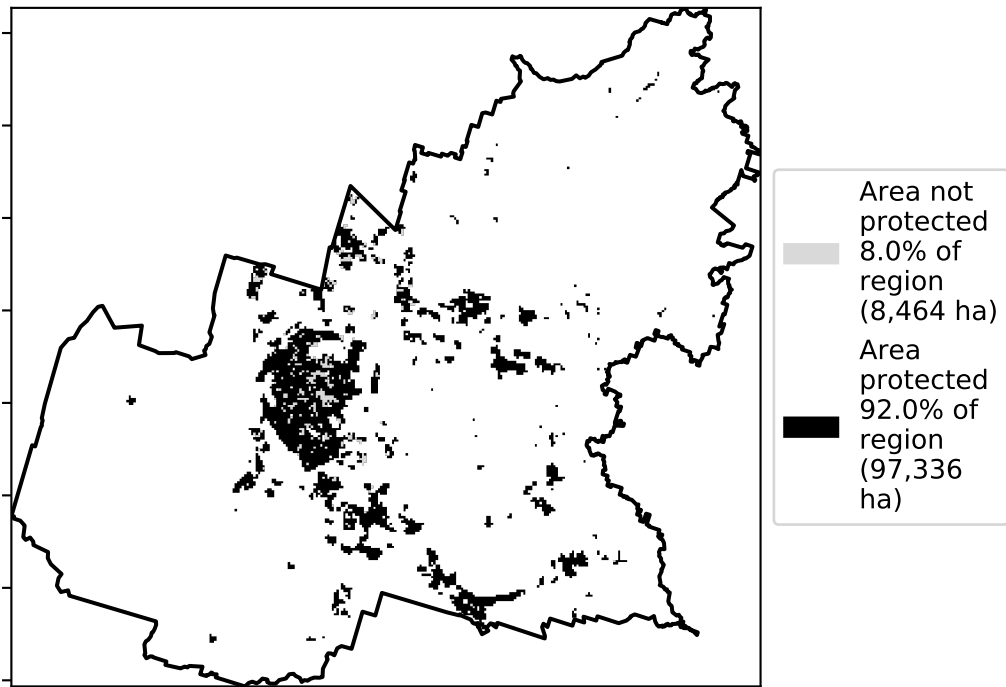 Area not
protected
8.0% of
region
(8,464 ha)
Area
protected
92.0% of
region
(97,336
ha)